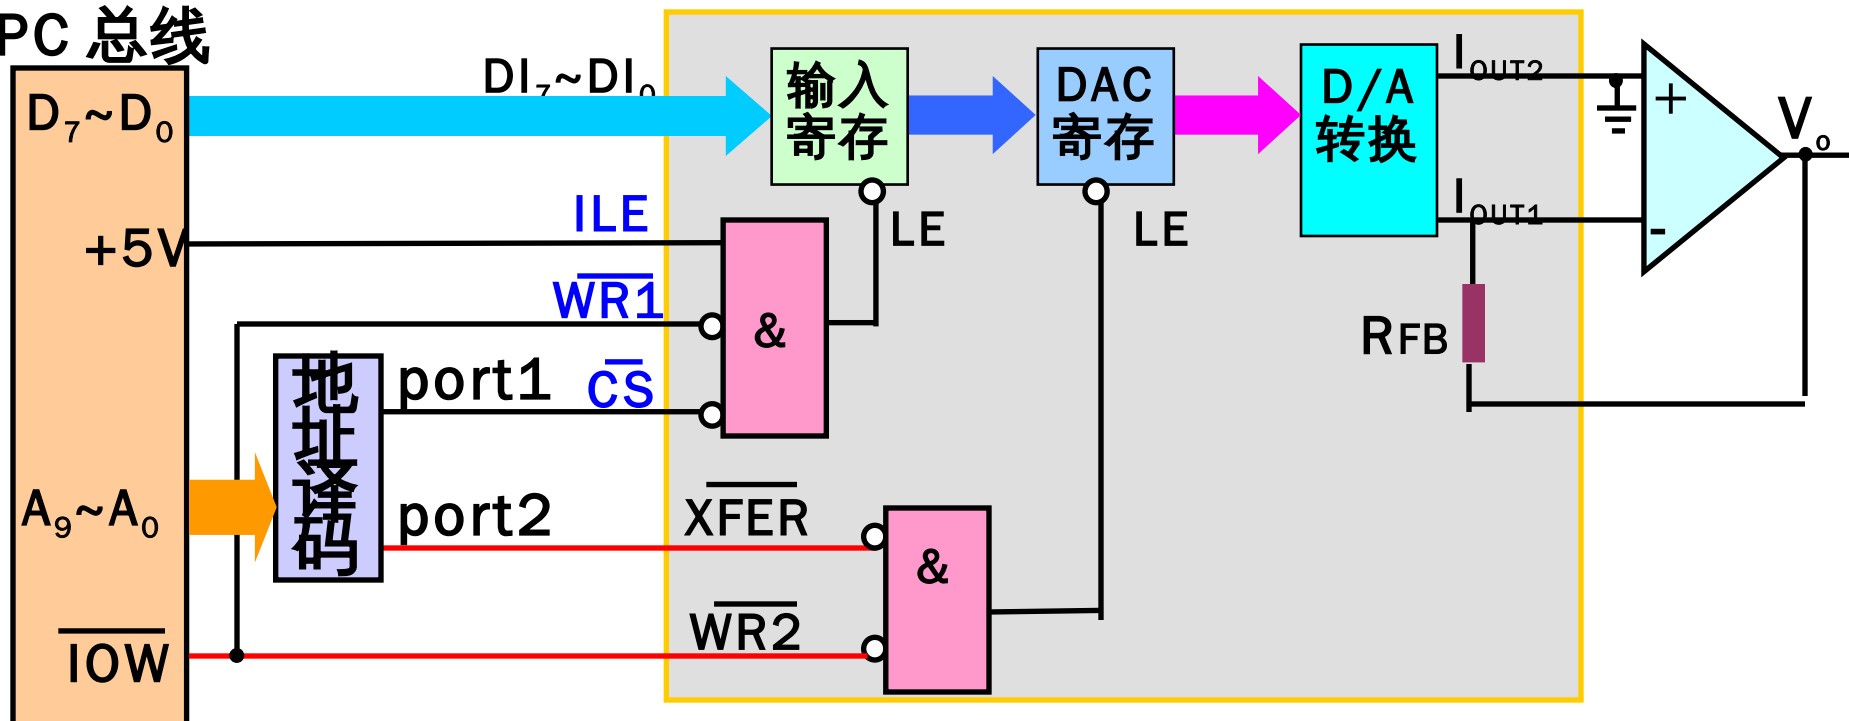 PC 总线
DI7~DI0
D7~D0
输入
寄存
DAC
寄存
D/A
转换
IOUT2
+
Vo
ILE
LE
LE
IOUT1
-
+5V
WR1
&
RFB
port1
CS
地
址
译
码
port2
XFER
A9~A0
&
WR2
IOW